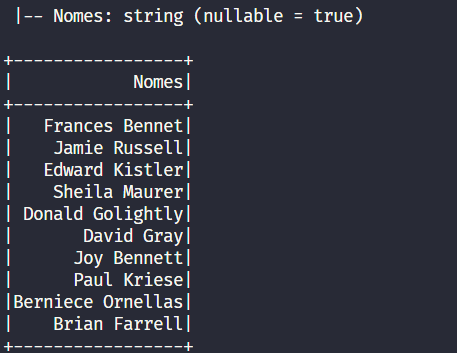 |-- Nomes: string (nullable = true)

+-----------------+
|            Nomes|
+-----------------+
|   Frances Bennet|
|    Jamie Russell|
|   Edward Kistler|
|    Sheila Maurer|
| Donald Golightly|
|       David Gray|
|      Joy Bennett|
|      Paul Kriese|
|Berniece Ornellas|
|    Brian Farrell|
+-----------------+